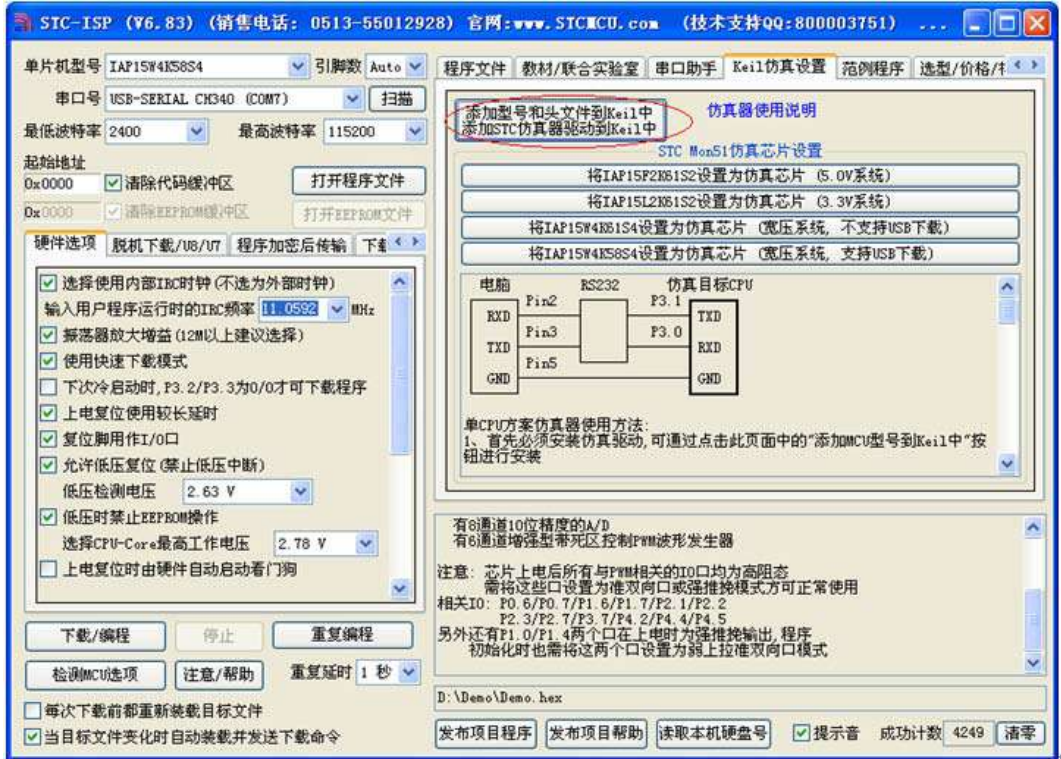 STC-ISP (V6.83) (销售电话: 0513-55012928) 官网:www.STCMCU.com (技术支持QQ:800003751) ...
单片机型号 IAP15W4K58S4 引脚数 Auto
串口号 USB-SERIAL CH340 (COM7) 扫描
最低波特率 2400 最高波特率 115200
起始地址
0x0000 清除代码缓冲区 打开程序文件
0x0000 清除EEPROM缓冲区 打开EEPROM文件
硬件选项 脱机下载/U8/U7 程序加密后传输 下载
选择使用内部IRC时钟(不选为外部时钟)
输入用户程序运行时的IRC频率 11.0592 MHz
振荡器放大增益(12M以上建议选择)
使用快速下载模式
下次冷启动时,P3.2/P3.3为0/0才可下载程序
上电复位使用较长延时
复位脚用作I/O口
允许低压复位(禁止低压中断)
低压检测电压 2.63 V
低压时禁止EEPROM操作
选择CPU-Core最高工作电压 2.78 V
上电复位时由硬件自动启动看门狗
下载/编程 停止 重复编程
检测MCU选项 注意/帮助 重复延时 1 秒
每次下载前都重新装载目标文件
当目标文件变化时自动装载并发送下载命令
程序文件 教材/联合实验室 串口助手 Keil仿真设置 范例程序 选型/价格/
添加型号和头文件到Keil中
添加STC仿真器驱动到Keil中
仿真器使用说明
STC Mon51仿真芯片设置
将IAP15F2K61S2设置为仿真芯片 (5.0V系统)
将IAP15L2K61S2设置为仿真芯片 (3.3V系统)
将IAP15W4K61S4设置为仿真芯片 (宽压系统, 不支持USB下载)
将IAP15W4K58S4设置为仿真芯片 (宽压系统, 支持USB下载)
电脑 RS232 仿真目标CPU
Pin2 P3.1
RXD TXD
Pin3 P3.0
TXD RXD
Pin5
GND GND
单CPU方案仿真器使用方法:
1、首先必须安装仿真驱动,可通过点击此页面中的"添加MCU型号到Keil中"按
钮进行安装
有8通道10位精度的A/D
有6通道增强型带死区控制PWM波形发生器
注意: 芯片上电后所有与PWM相关的IO口均为高阻态
需将这些口设置为准双向口或强推挽模式方可正常使用
相关IO: P0.6/P0.7/P1.6/P1.7/P2.1/P2.2
P2.3/P2.7/P3.7/P4.2/P4.4/P4.5
另外还有P1.0/P1.4两个口在上电时为强推挽输出,程序
初始化时也需将这两个口设置为弱上拉准双向口模式
D:\Demo\Demo.hex
发布项目程序 发布项目帮助 读取本机硬盘号 提示音 成功计数 4249 清零